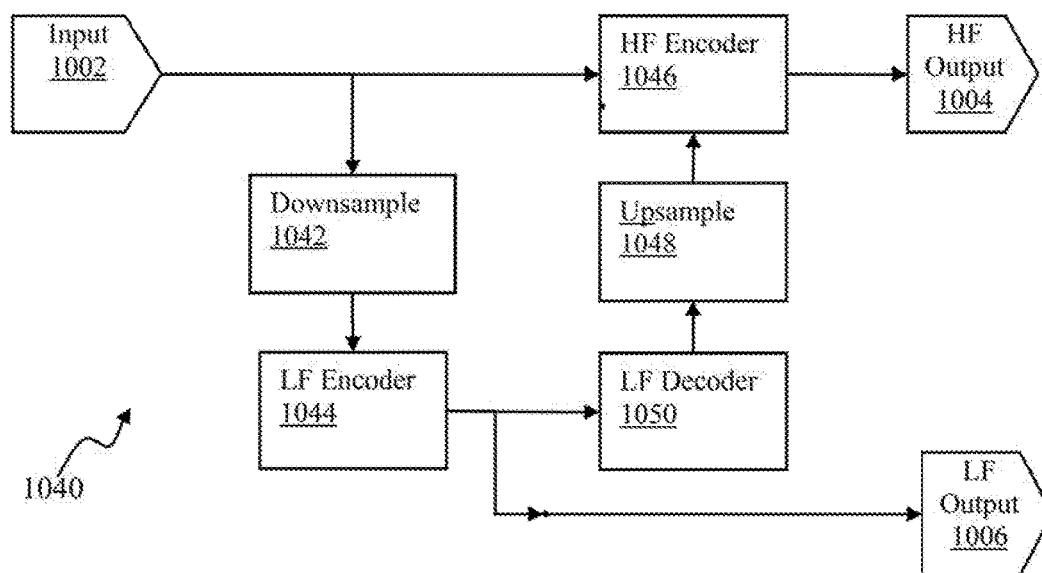 Input
1002
HF Encoder
1046
HF
Output
1004
Downsample
1042
Upsample
1048
LF Encoder
1044
LF Decoder
1050
1040
LF
Output
1006